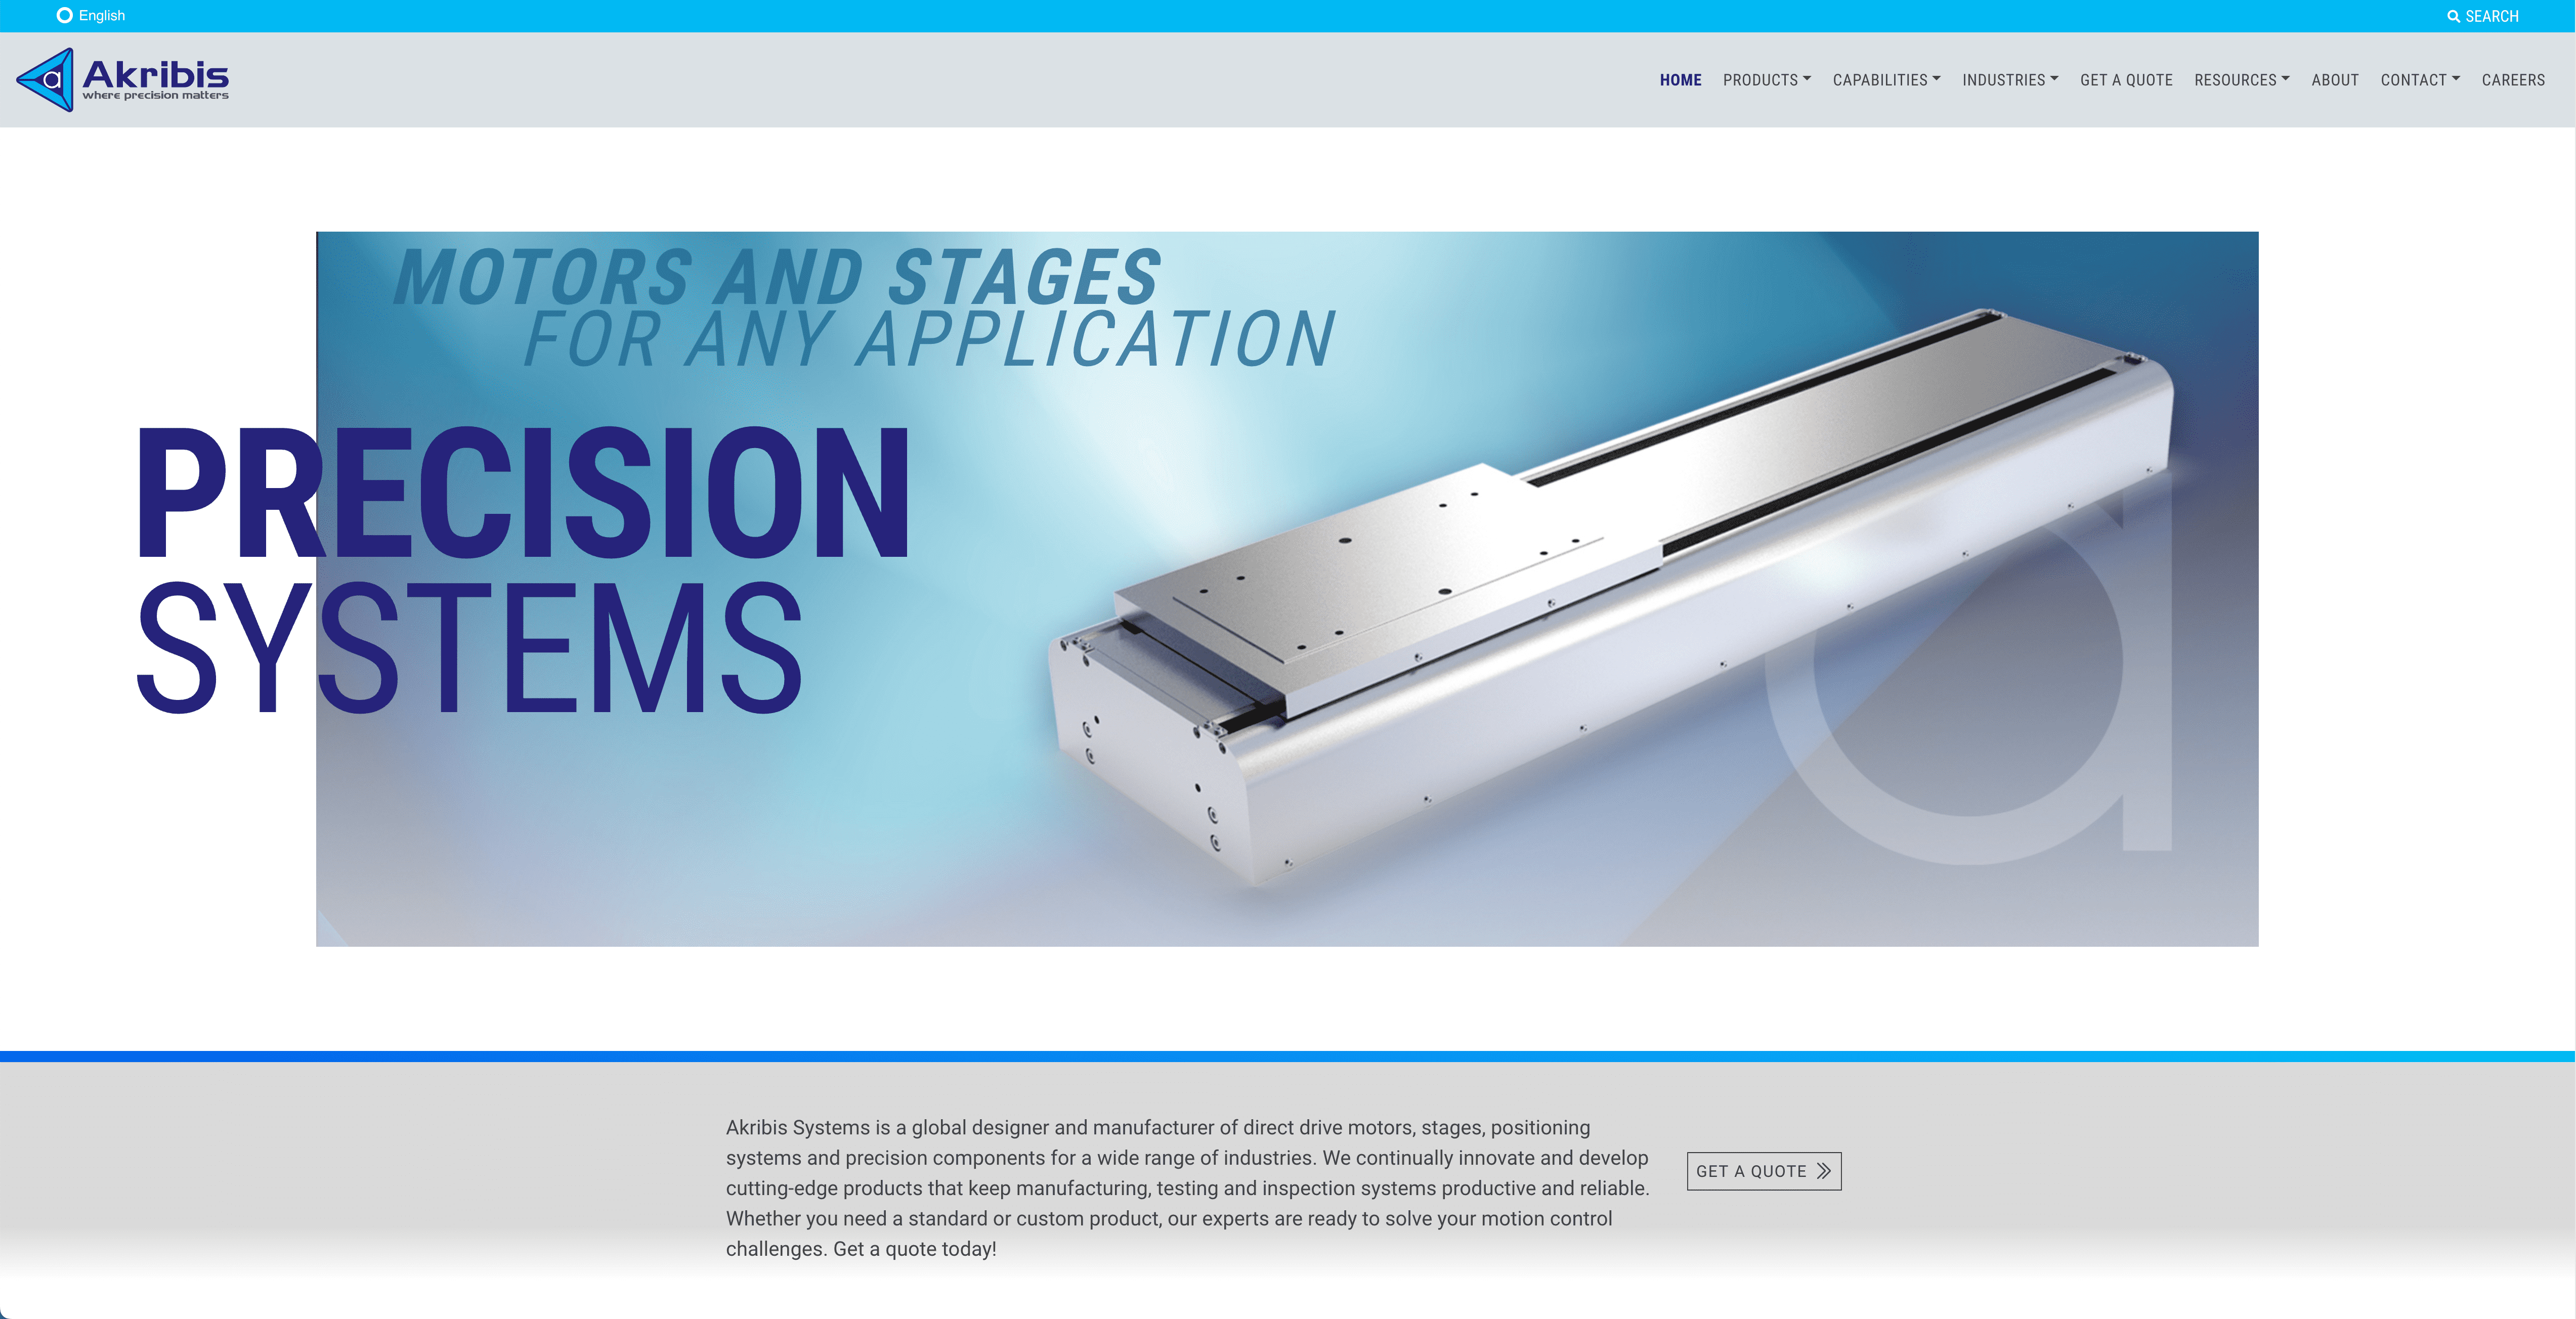 English
SEARCH
Akribis
where precision matters
HOME PRODUCTS CAPABILITIES INDUSTRIES GET A QUOTE RESOURCES ABOUT CONTACT CAREERS
MOTORS AND STAGES
FOR ANY APPLICATION
PRECISION
SYSTEMS
a
Akribis Systems is a global designer and manufacturer of direct drive motors, stages, positioning
systems and precision components for a wide range of industries. We continually innovate and develop
cutting-edge products that keep manufacturing, testing and inspection systems productive and reliable.
Whether you need a standard or custom product, our experts are ready to solve your motion control
challenges. Get a quote today!
GET A QUOTE